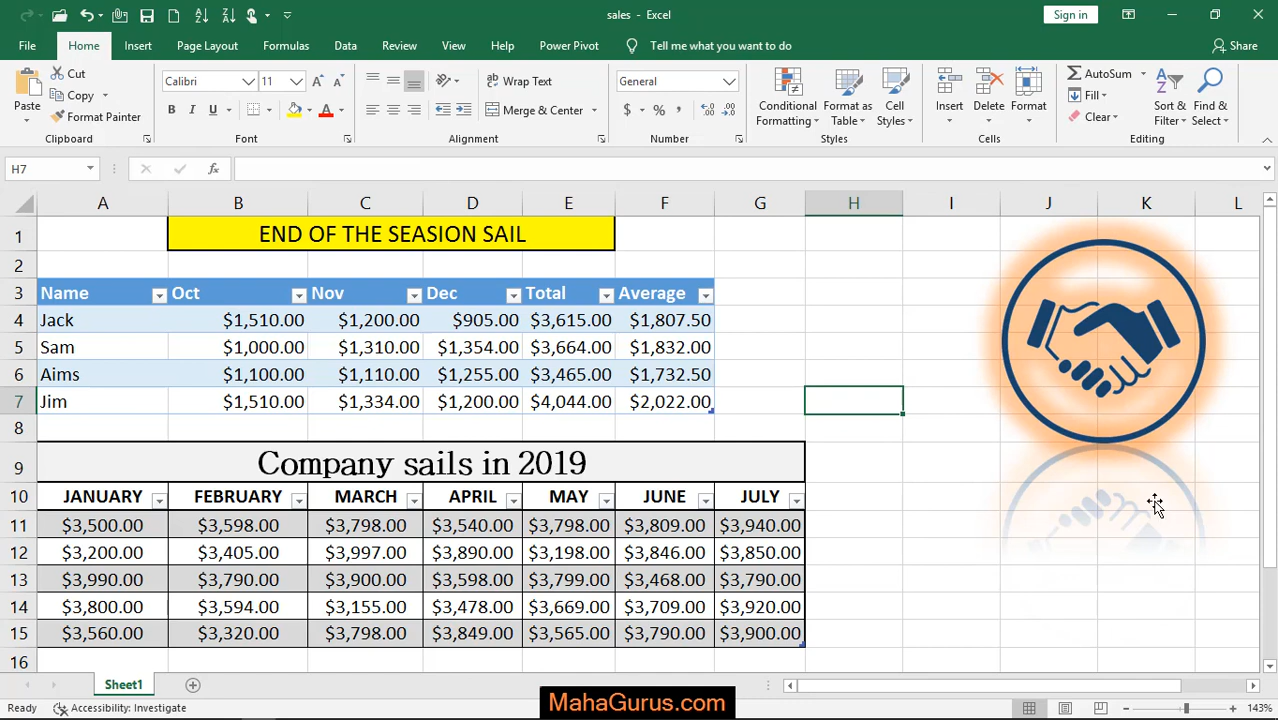 sales - Excel
Sign in
File Home Insert Page Layout Formulas Data Review View Help Power Pivot Tell me what you want to do Share
Paste Cut Copy Format Painter
Calibri 11
B I U
Wrap Text
Merge & Center
General
$ % ,
Conditional Formatting Format as Table Cell Styles
Insert Delete Format
AutoSum Fill Clear
Sort & Filter Find & Select
Clipboard Font Alignment Number Styles Cells Editing
H7 fx
A B C D E F G H I J K L
1 END OF THE SEASION SAIL
2
3 Name Oct Nov Dec Total Average
4 Jack $1,510.00 $1,200.00 $905.00 $3,615.00 $1,807.50
5 Sam $1,000.00 $1,310.00 $1,354.00 $3,664.00 $1,832.00
6 Aims $1,100.00 $1,110.00 $1,255.00 $3,465.00 $1,732.50
7 Jim $1,510.00 $1,334.00 $1,200.00 $4,044.00 $2,022.00
8
9 Company sails in 2019
10 JANUARY FEBRUARY MARCH APRIL MAY JUNE JULY
11 $3,500.00 $3,598.00 $3,798.00 $3,540.00 $3,798.00 $3,809.00 $3,940.00
12 $3,200.00 $3,405.00 $3,997.00 $3,890.00 $3,198.00 $3,846.00 $3,850.00
13 $3,990.00 $3,790.00 $3,900.00 $3,598.00 $3,799.00 $3,468.00 $3,790.00
14 $3,800.00 $3,594.00 $3,155.00 $3,478.00 $3,669.00 $3,709.00 $3,920.00
15 $3,560.00 $3,320.00 $3,798.00 $3,849.00 $3,565.00 $3,790.00 $3,900.00
16
Sheet1
Ready Accessibility: Investigate
MahaGurus.com
143%